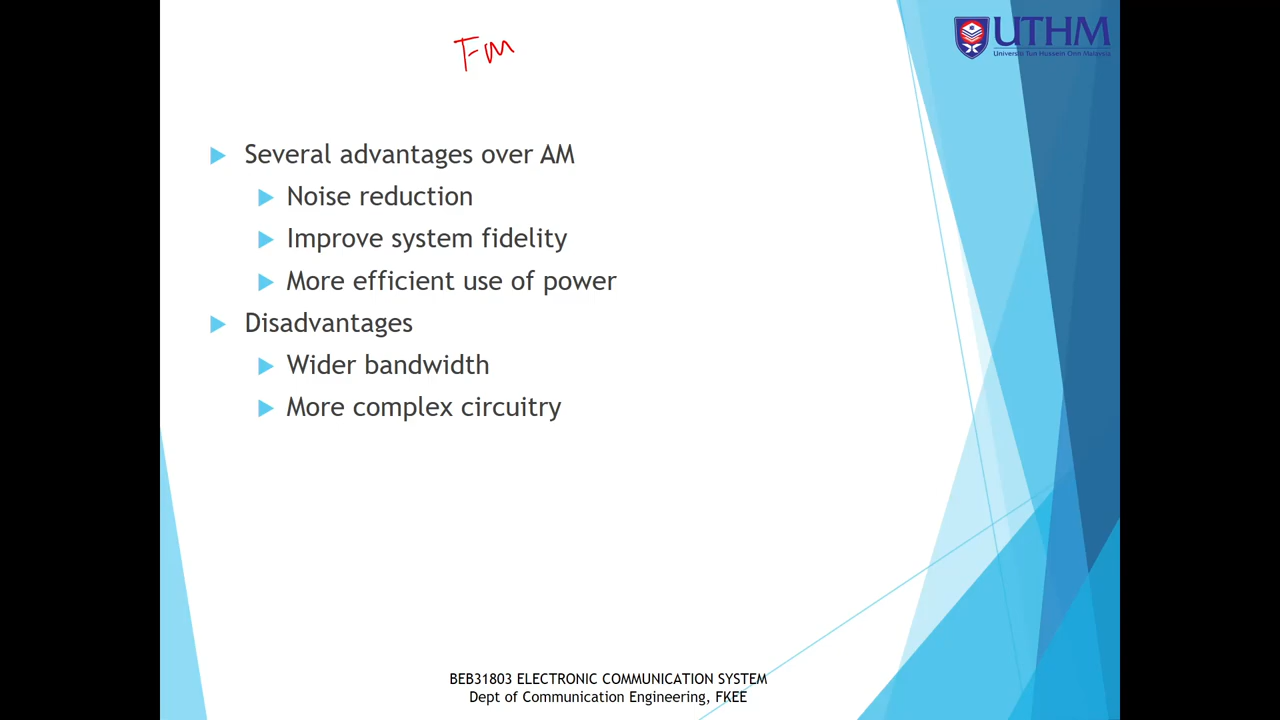 Fm
UTHM
Universiti Tun Hussein Onn Malaysia
Several advantages over AM
Noise reduction
Improve system fidelity
More efficient use of power
Disadvantages
Wider bandwidth
More complex circuitry
BEB31803 ELECTRONIC COMMUNICATION SYSTEM
Dept of Communication Engineering, FKEE